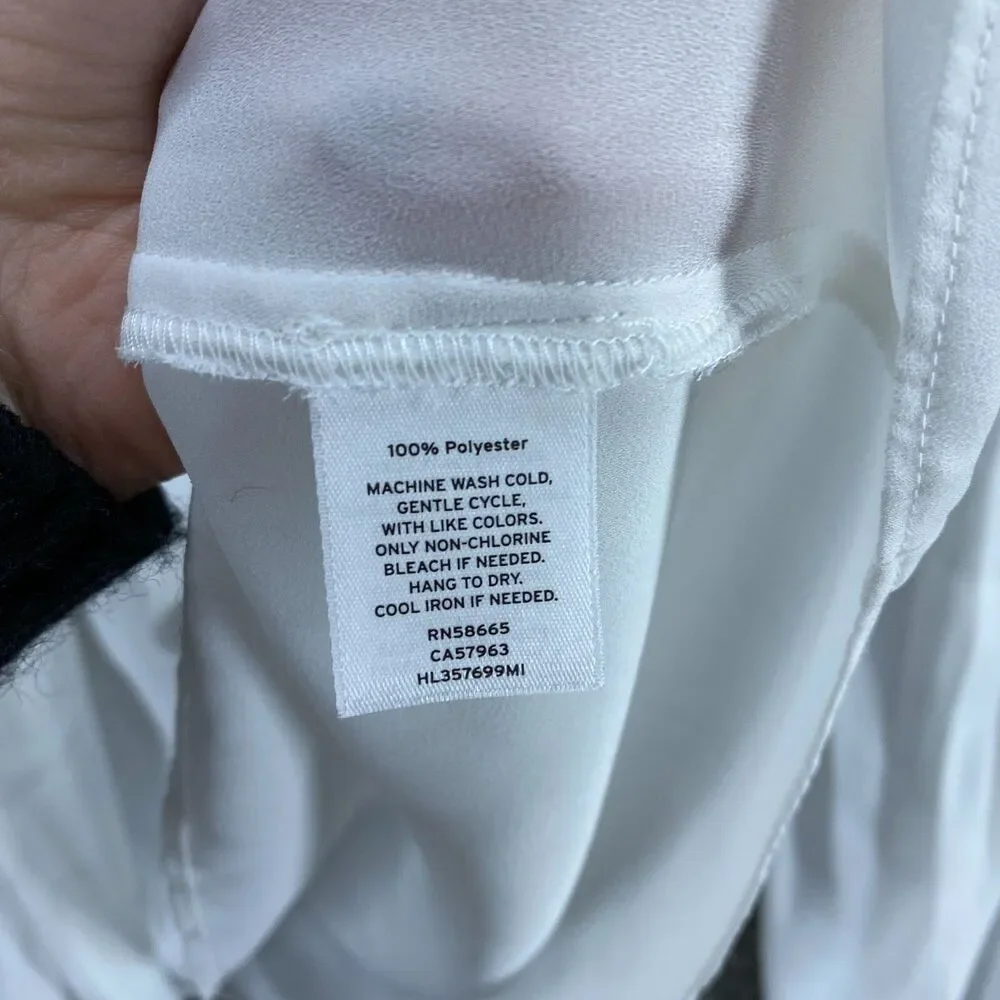 100% Polyester
MACHINE WASH COLD,
GENTLE CYCLE,
WITH LIKE COLORS.
ONLY NON-CHLORINE
BLEACH IF NEEDED.
HANG TO DRY.
COOL IRON IF NEEDED.
RN58665
CA57963
HL357699MI